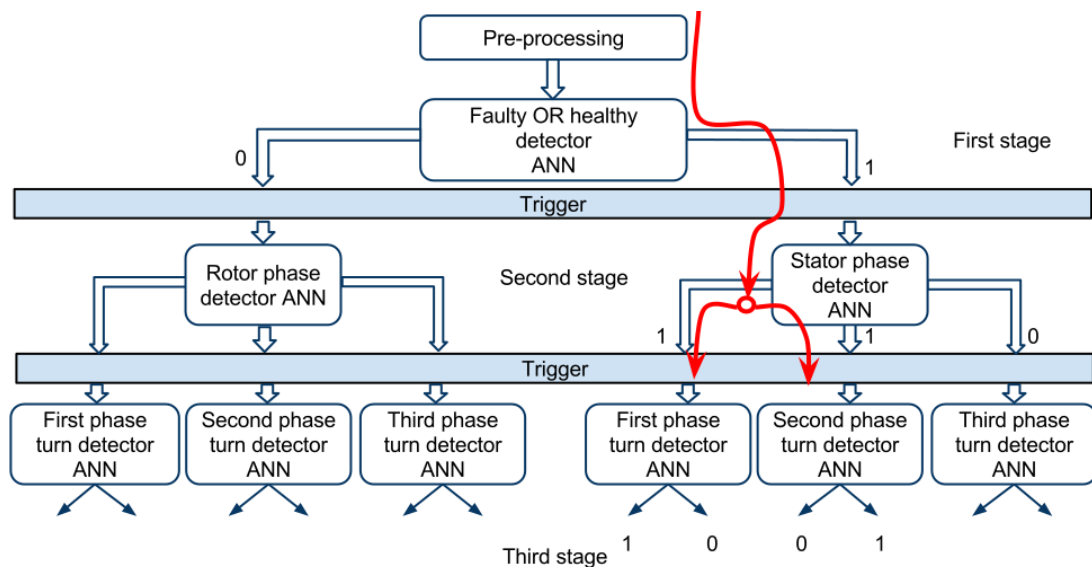 Pre-processing
Faulty OR healthy
detector
ANN
First stage
0
1
Trigger
Rotor phase
detector ANN
Second stage
Stator phase
detector
ANN
1
1
0
Trigger
First phase
turn detector
ANN
Second phase
turn detector
ANN
Third phase
turn detector
ANN
First phase
turn detector
ANN
Second phase
turn detector
ANN
Third phase
turn detector
ANN
Third stage
1
0
0
1